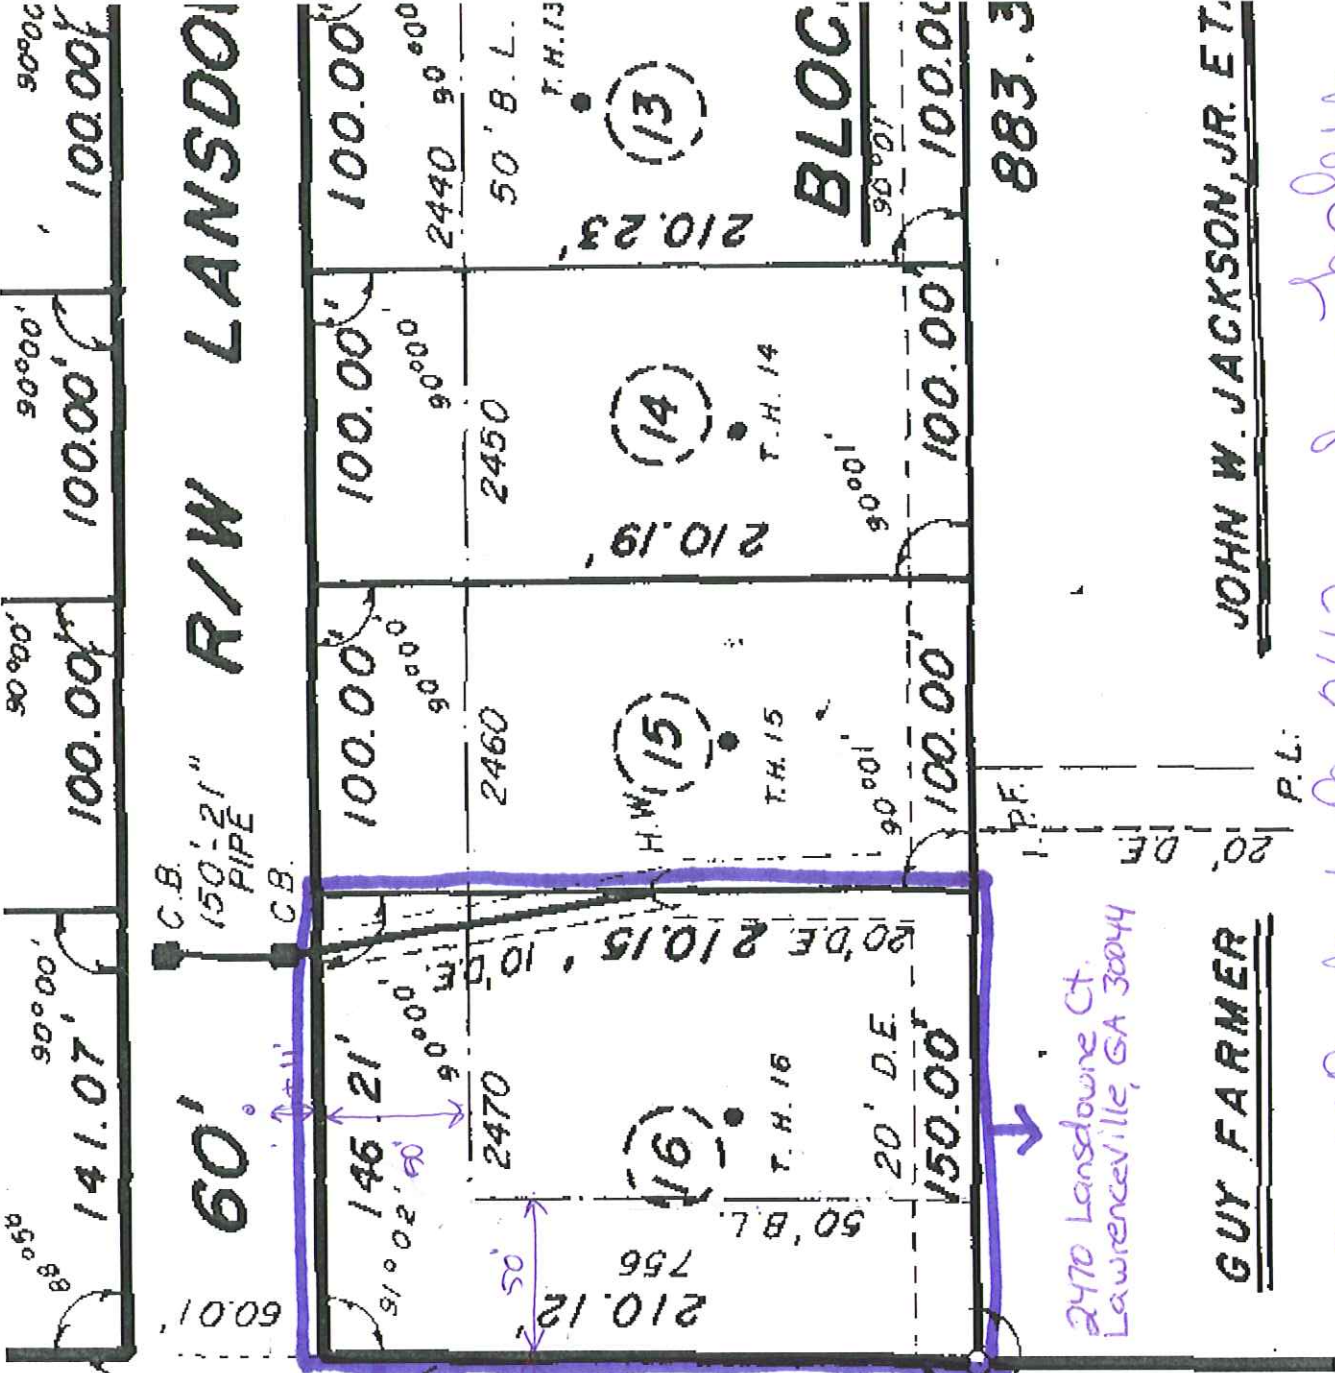 90°00'
100.00'
90°00'
100.00'
90°00'
100.00'
90°00'
141.07'
88°58'
60' R/W LANSDO
C.B.
150'-21"
PIPE
C.B.
60.01'
±11'
100.00'
90°00'
2440
50' B.L.
T.H.13
13
210.23'
BLOC
90°01'
100.00
883.3
100.00'
90°00'
2450
14
T.H. 14
210.19'
90°01'
100.00'
100.00'
90°00'
2460
H.W.
15
T.H. 15
90°01'
100.00'
146.21'
90°00'
91°02'
50'
2470
10' D.E.
210.15'
20' D.E.
16
T.H. 16
20' D.E.
150.00'
50' B.L.
50'
756
210.12'
P.F.
20' D.E.
P.L.
JOHN W. JACKSON, JR. ET
GUY FARMER
2470 Lansdowne Ct.
Lawrenceville, GA 30044